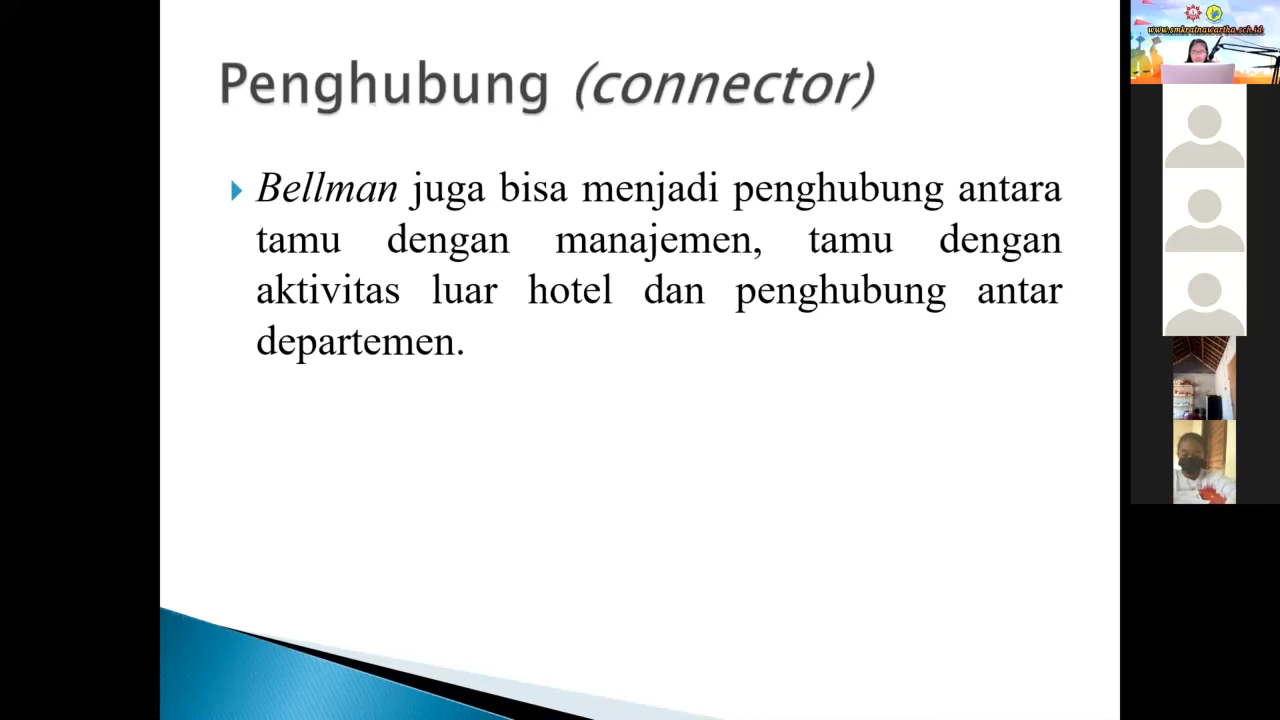 Penghubung (connector)
Bellman juga bisa menjadi penghubung antara
tamu dengan manajemen, tamu dengan
aktivitas luar hotel dan penghubung antar
departemen.
www.smkratnawartha.sch.id